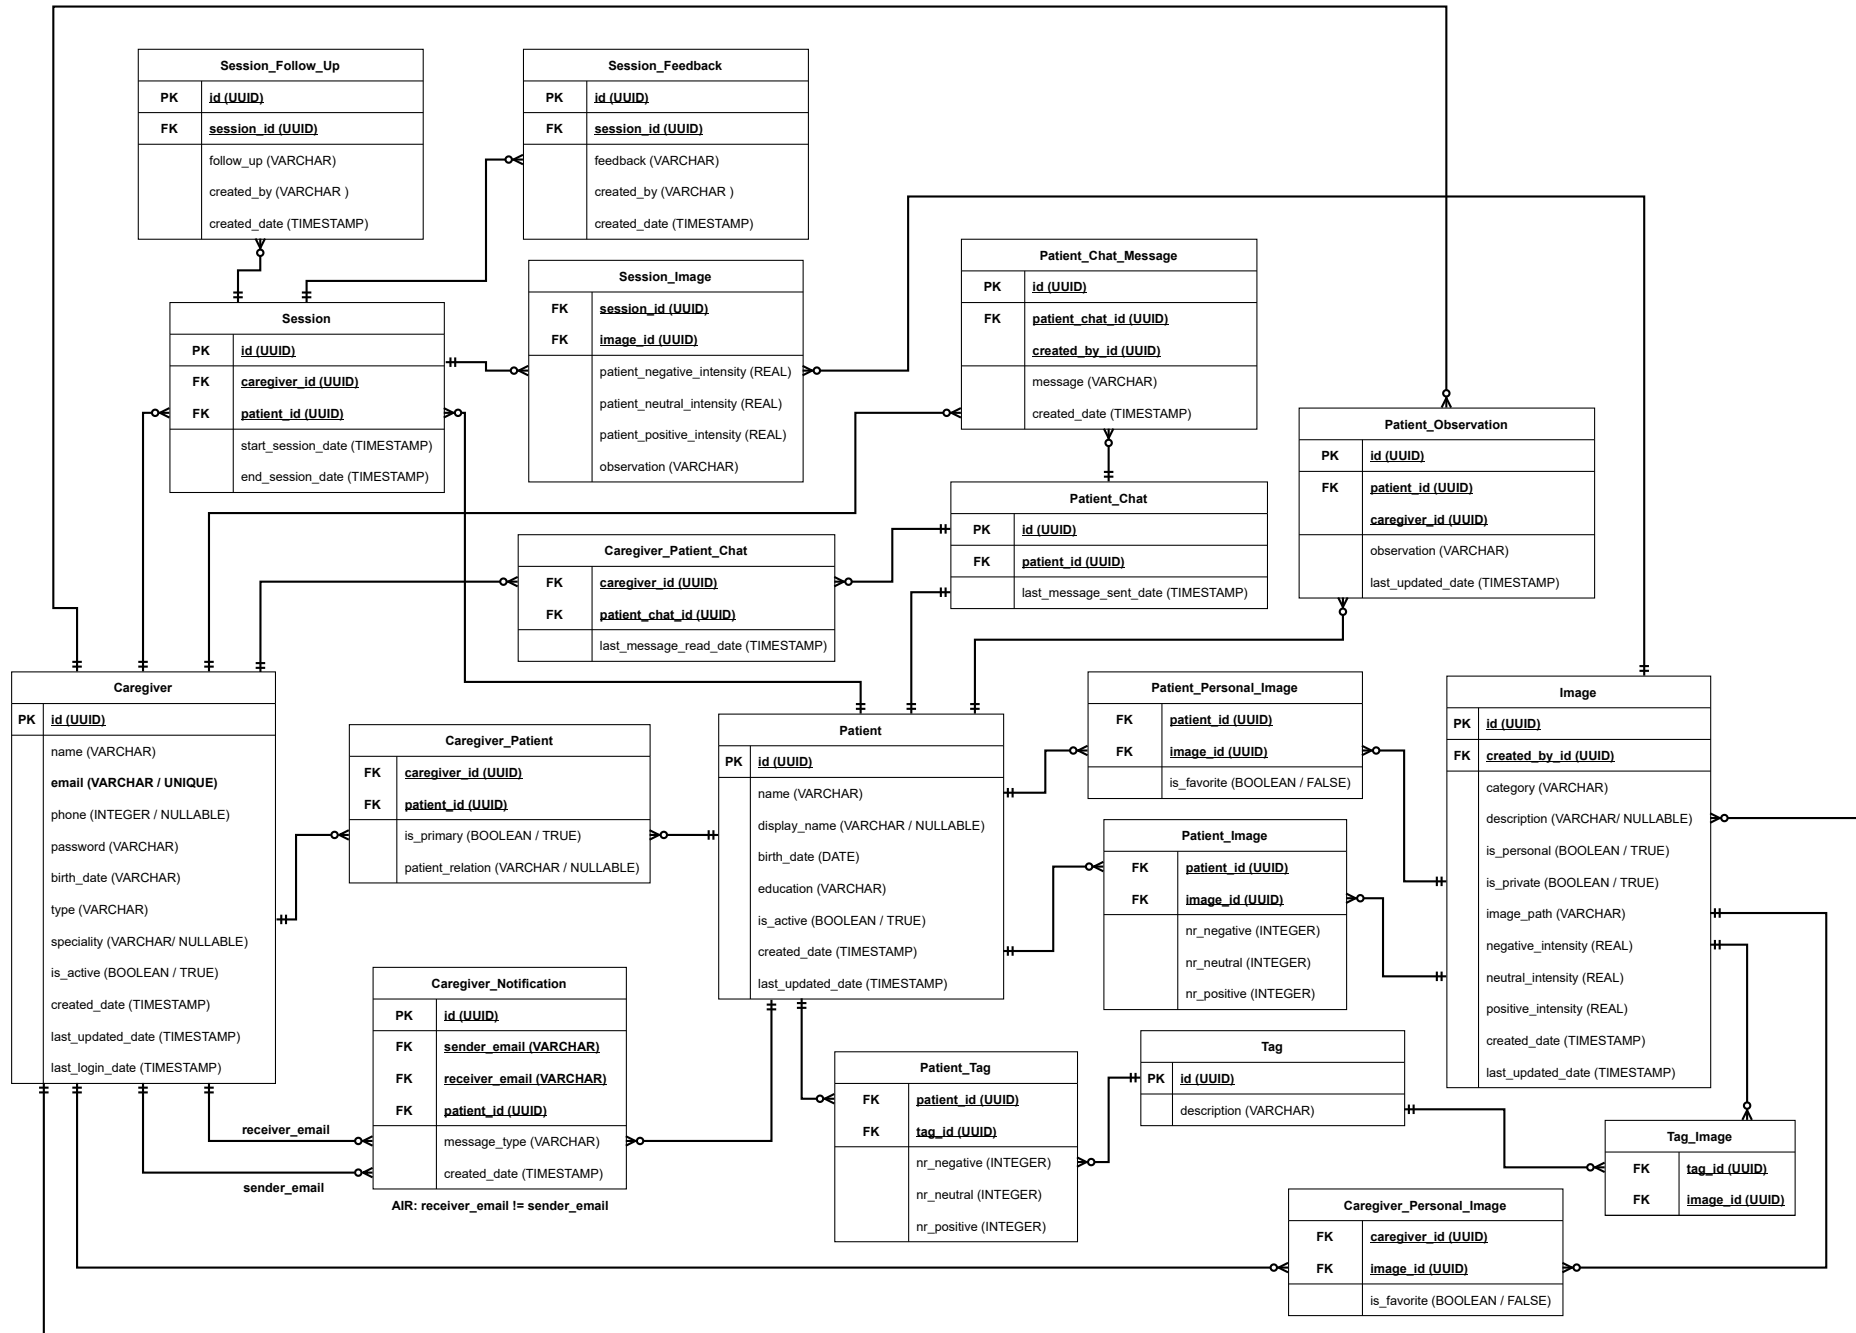 Session_Follow_Up
PK id (UUID)
FK session_id (UUID)
follow_up (VARCHAR)
created_by (VARCHAR )
created_date (TIMESTAMP)
Session_Feedback
PK id (UUID)
FK session_id (UUID)
feedback (VARCHAR)
created_by (VARCHAR )
created_date (TIMESTAMP)
Session
PK id (UUID)
FK caregiver_id (UUID)
FK patient_id (UUID)
start_session_date (TIMESTAMP)
end_session_date (TIMESTAMP)
Session_Image
FK session_id (UUID)
FK image_id (UUID)
patient_negative_intensity (REAL)
patient_neutral_intensity (REAL)
patient_positive_intensity (REAL)
observation (VARCHAR)
Patient_Chat_Message
PK id (UUID)
FK patient_chat_id (UUID)
created_by_id (UUID)
message (VARCHAR)
created_date (TIMESTAMP)
Patient_Observation
PK id (UUID)
FK patient_id (UUID)
caregiver_id (UUID)
observation (VARCHAR)
last_updated_date (TIMESTAMP)
Caregiver_Patient_Chat
FK caregiver_id (UUID)
FK patient_chat_id (UUID)
last_message_read_date (TIMESTAMP)
Patient_Chat
PK id (UUID)
FK patient_id (UUID)
last_message_sent_date (TIMESTAMP)
Caregiver
PK id (UUID)
name (VARCHAR)
email (VARCHAR / UNIQUE)
phone (INTEGER / NULLABLE)
password (VARCHAR)
birth_date (VARCHAR)
type (VARCHAR)
speciality (VARCHAR/ NULLABLE)
is_active (BOOLEAN / TRUE)
created_date (TIMESTAMP)
last_updated_date (TIMESTAMP)
last_login_date (TIMESTAMP)
Caregiver_Patient
FK caregiver_id (UUID)
FK patient_id (UUID)
is_primary (BOOLEAN / TRUE)
patient_relation (VARCHAR / NULLABLE)
Patient
PK id (UUID)
name (VARCHAR)
display_name (VARCHAR / NULLABLE)
birth_date (DATE)
education (VARCHAR)
is_active (BOOLEAN / TRUE)
created_date (TIMESTAMP)
last_updated_date (TIMESTAMP)
Patient_Personal_Image
FK patient_id (UUID)
FK image_id (UUID)
is_favorite (BOOLEAN / FALSE)
Patient_Image
FK patient_id (UUID)
FK image_id (UUID)
nr_negative (INTEGER)
nr_neutral (INTEGER)
nr_positive (INTEGER)
Image
PK id (UUID)
FK created_by_id (UUID)
category (VARCHAR)
description (VARCHAR/ NULLABLE)
is_personal (BOOLEAN / TRUE)
is_private (BOOLEAN / TRUE)
image_path (VARCHAR)
negative_intensity (REAL)
neutral_intensity (REAL)
positive_intensity (REAL)
created_date (TIMESTAMP)
last_updated_date (TIMESTAMP)
Caregiver_Notification
PK id (UUID)
FK sender_email (VARCHAR)
FK receiver_email (VARCHAR)
FK patient_id (UUID)
message_type (VARCHAR)
created_date (TIMESTAMP)
receiver_email
sender_email
AIR: receiver_email != sender_email
Patient_Tag
FK patient_id (UUID)
FK tag_id (UUID)
nr_negative (INTEGER)
nr_neutral (INTEGER)
nr_positive (INTEGER)
Tag
PK id (UUID)
description (VARCHAR)
Tag_Image
FK tag_id (UUID)
FK image_id (UUID)
Caregiver_Personal_Image
FK caregiver_id (UUID)
FK image_id (UUID)
is_favorite (BOOLEAN / FALSE)